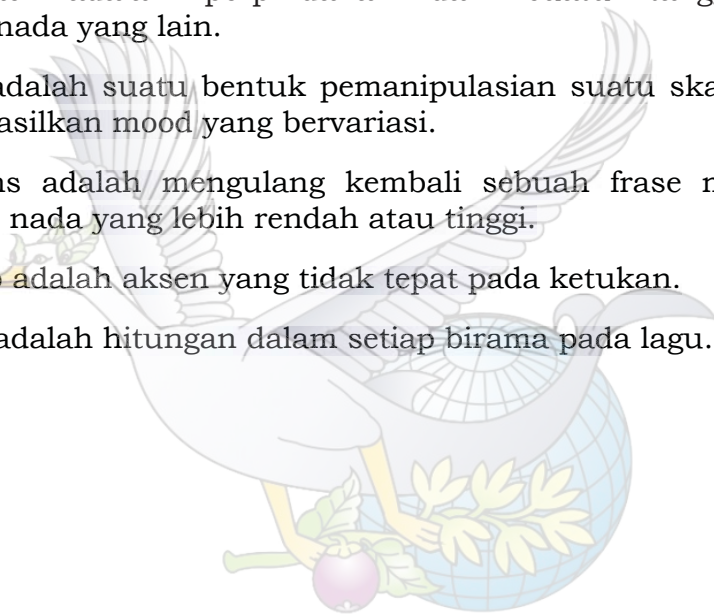 nada yang lain.
adalah suatu bentuk pemanipulasian suatu ska
asilkan mood yang bervariasi.
ns adalah mengulang kembali sebuah frase
nada yang lebih rendah atau tinggi.
adalah aksen yang tidak tepat pada ketukan.
adalah hitungan dalam setiap birama pada lagu.